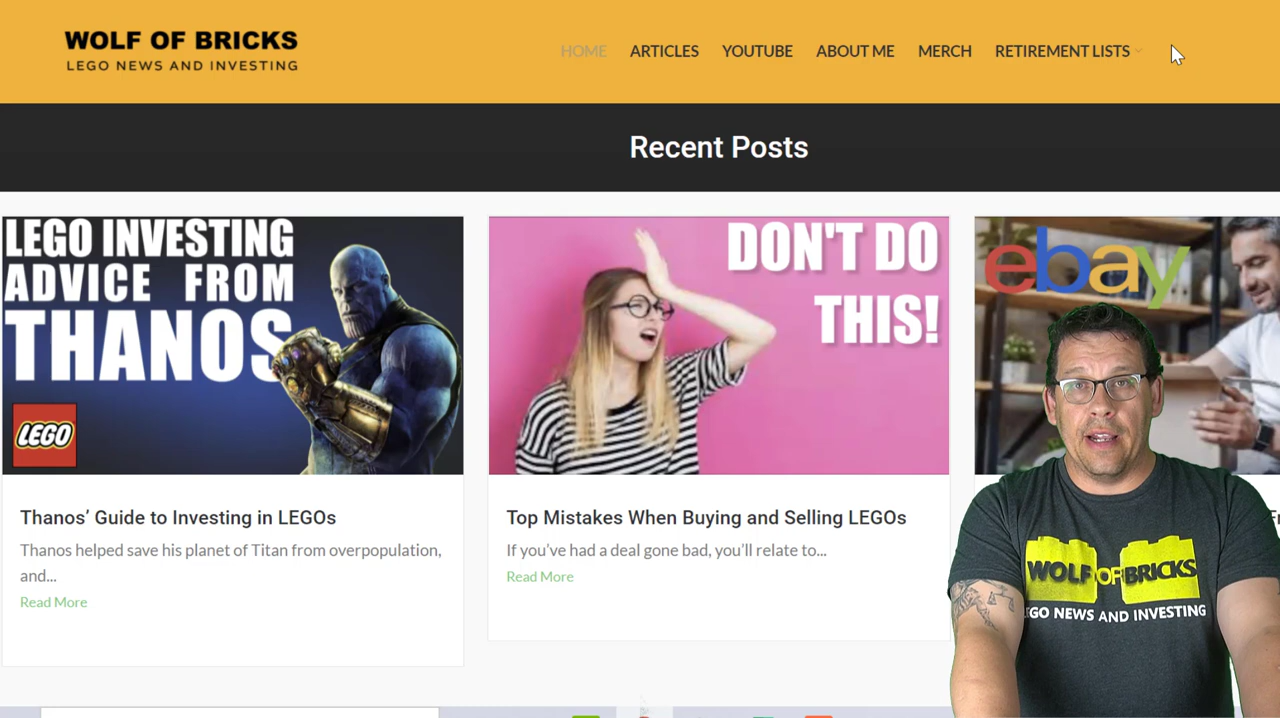 WOLF OF BRICKS
LEGO NEWS AND INVESTING
HOME ARTICLES YOUTUBE ABOUT ME MERCH RETIREMENT LISTS
Recent Posts
LEGO INVESTING
ADVICE FROM
THANOS
LEGO
DON'T DO
THIS!
ebay
Thanos’ Guide to Investing in LEGOs
Thanos helped save his planet of Titan from overpopulation,
and...
Read More
Top Mistakes When Buying and Selling LEGOs
If you’ve had a deal gone bad, you’ll relate to...
Read More
WOLF OF BRICKS
LEGO NEWS AND INVESTING